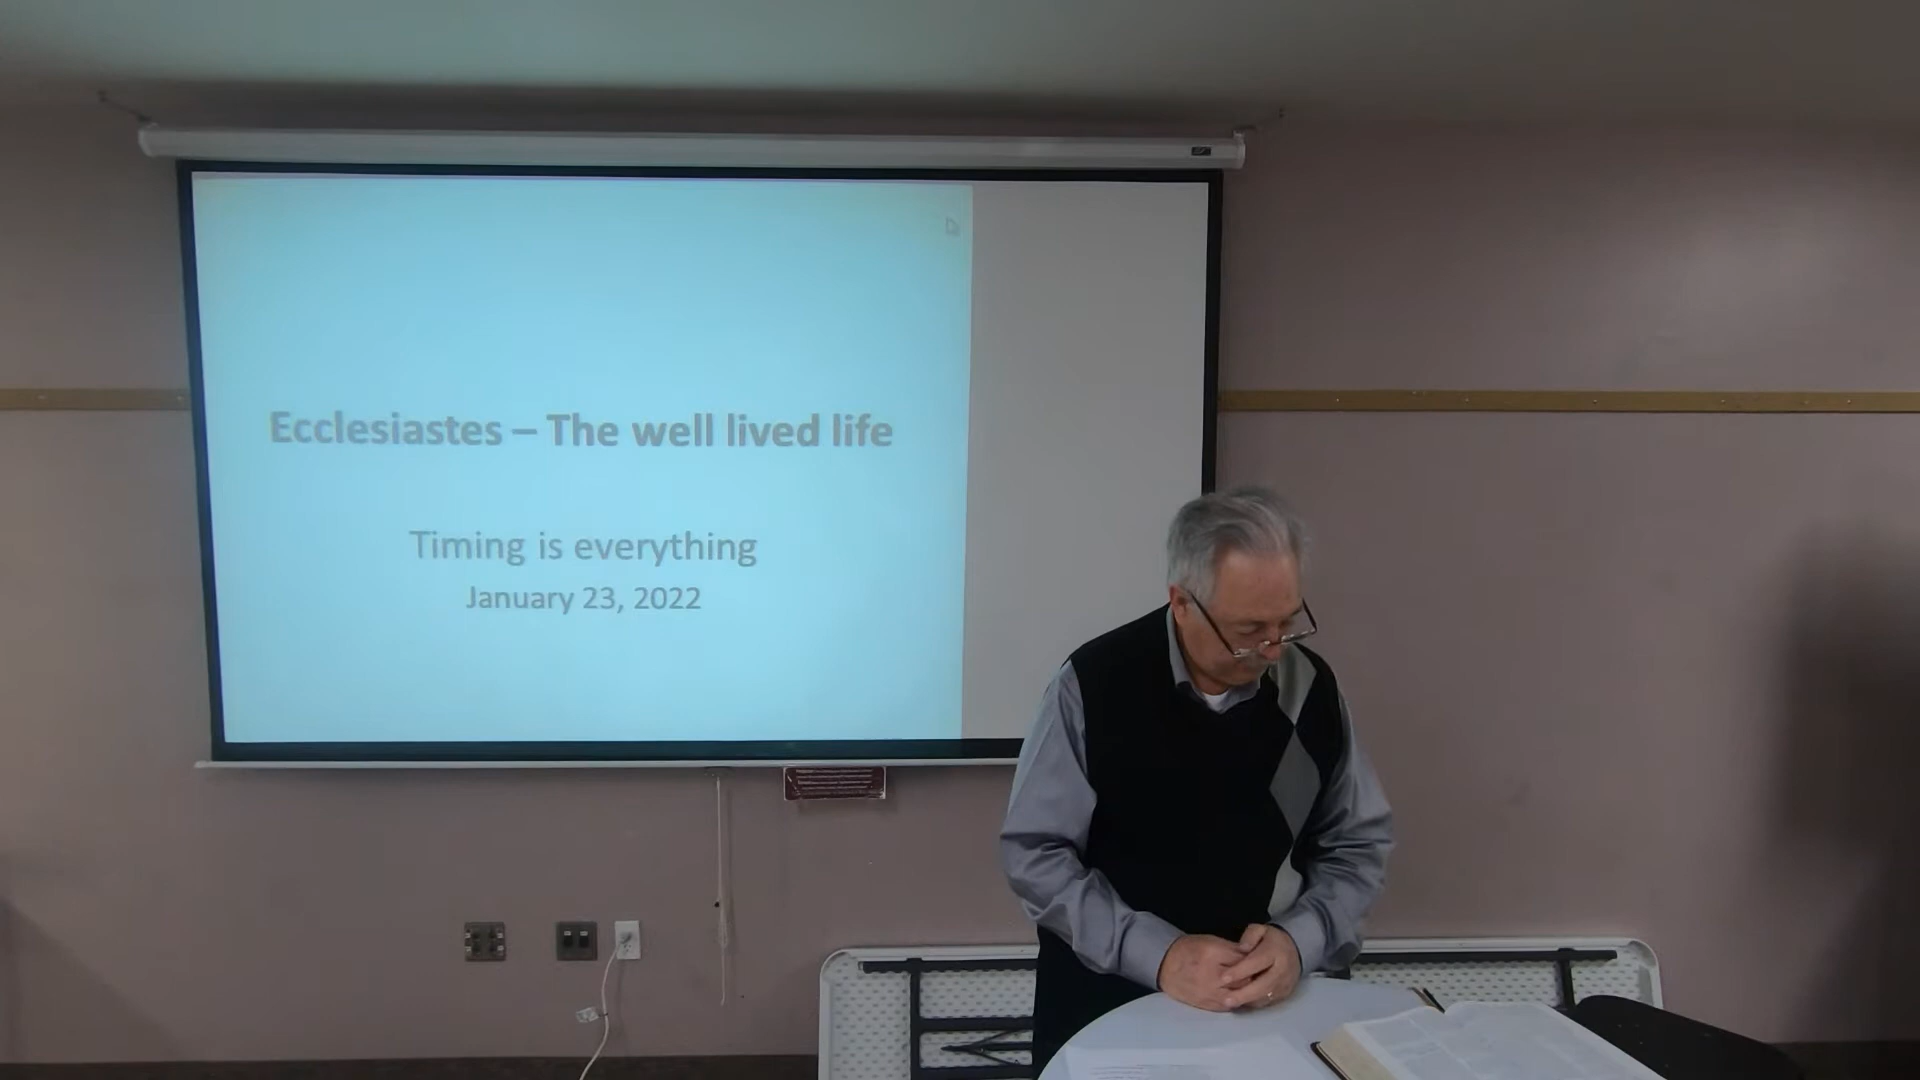 Ecclesiastes – The well lived life
Timing is everything
January 23, 2022